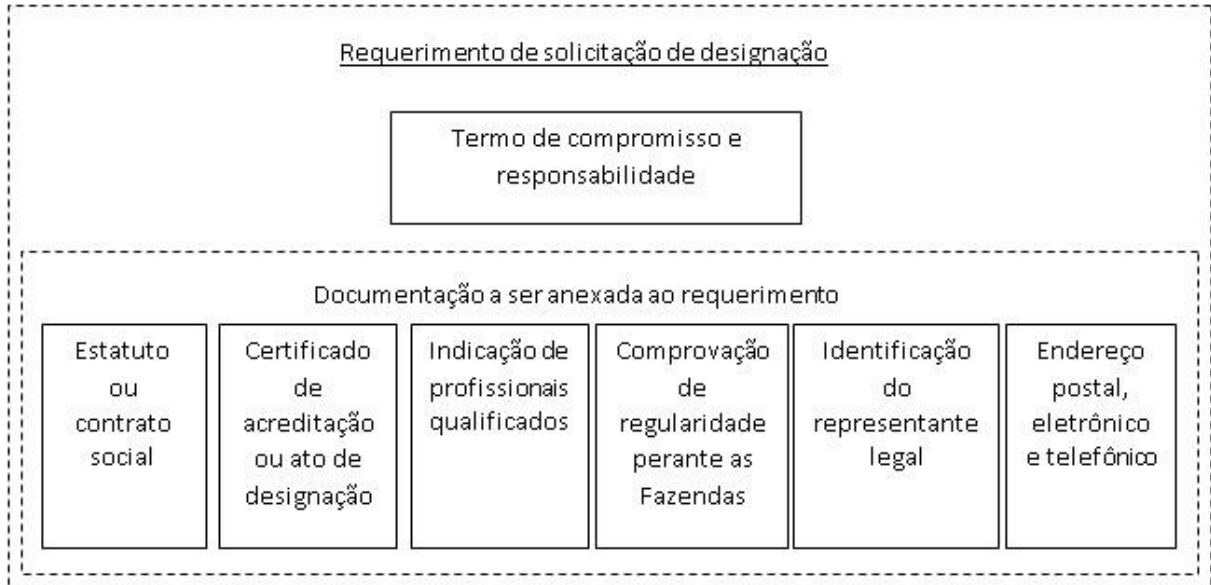 Requerimento de solicitação de designação
Termo de compromisso e
responsabilidade
Documentação a ser anexada ao requerimento
Estatuto
ou
contrato
social
Certificado
de
acreditação
ou ato de
designação
Indicação de
profissionais
qualificados
Comprovação
de
regularidade
perante as
Fazendas
Identificação
do
representante
legal
Endereço
postal,
eletrônico
e telefônico